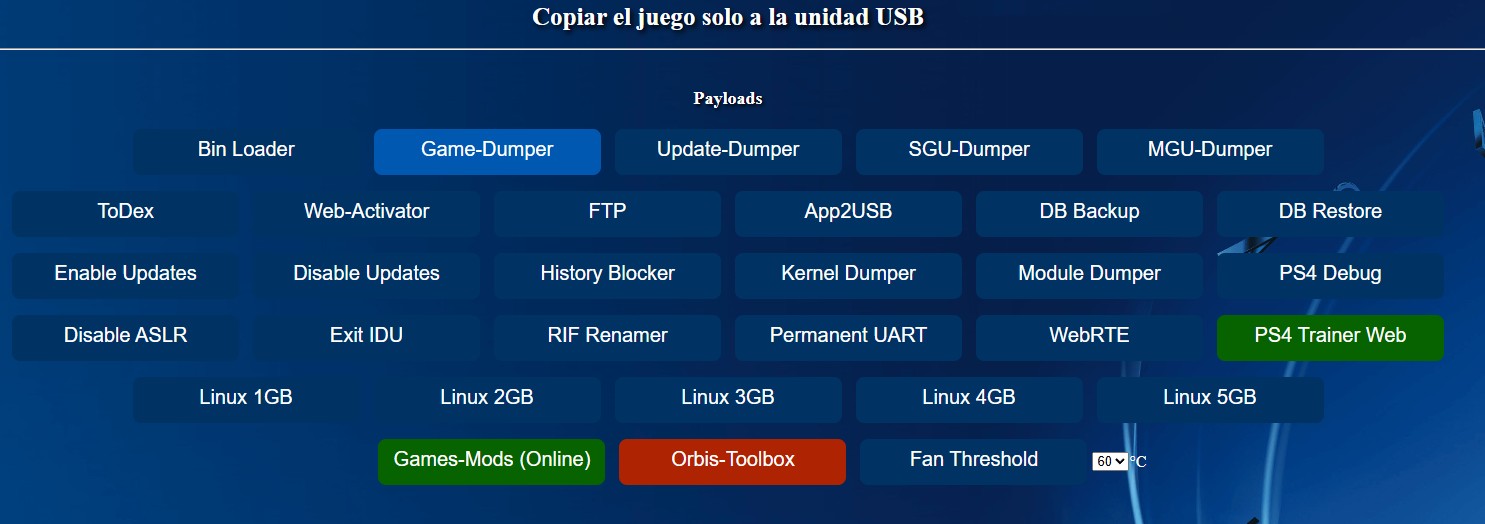 Copiar el juego solo a la unidad USB
Payloads
Bin Loader Game-Dumper Update-Dumper SGU-Dumper MGU-Dumper
ToDex Web-Activator FTP App2USB DB Backup DB Restore
Enable Updates Disable Updates History Blocker Kernel Dumper Module Dumper PS4 Debug
Disable ASLR Exit IDU RIF Renamer Permanent UART WebRTE PS4 Trainer Web
Linux 1GB Linux 2GB Linux 3GB Linux 4GB Linux 5GB
Games-Mods (Online) Orbis-Toolbox Fan Threshold 60 °C